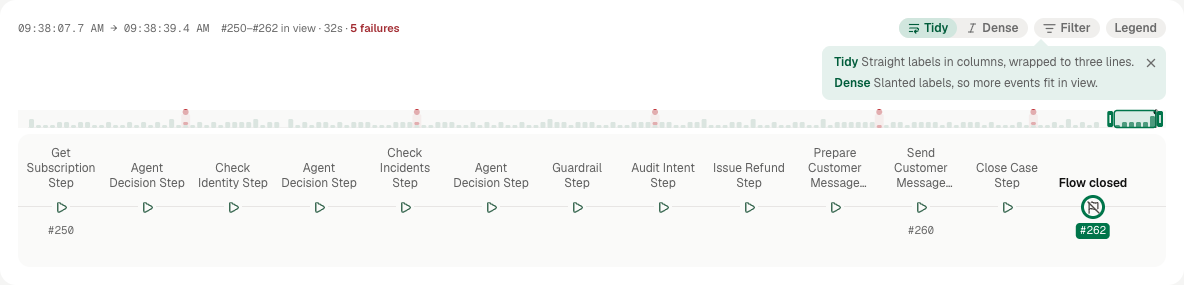 09:38:07.7 AM → 09:38:39.4 AM #250–#262 in view · 32s · 5 failures
Tidy Dense Filter Legend
Tidy Straight labels in columns, wrapped to three lines.
Dense Slanted labels, so more events fit in view.
Get Subscription Step
Agent Decision Step
Check Identity Step
Agent Decision Step
Check Incidents Step
Agent Decision Step
Guardrail Step
Audit Intent Step
Issue Refund Step
Prepare Customer Message…
Send Customer Message…
Close Case Step
Flow closed
#250
#260
#262